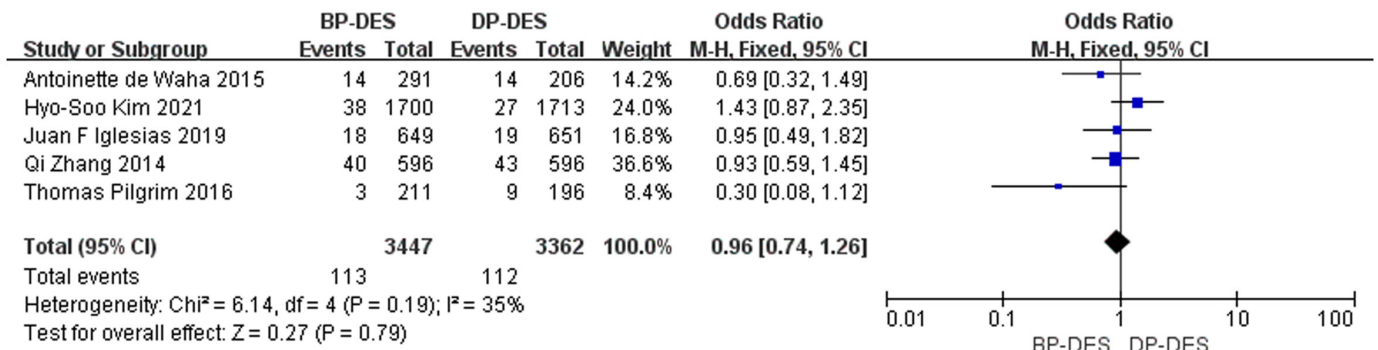 BP-DES DP-DES Odds Ratio Odds Ratio
Study or Subgroup Events Total Events Total Weight M-H, Fixed, 95% CI M-H, Fixed, 95% CI
Antoinette de Waha 2015 14 291 14 206 14.2% 0.69 [0.32, 1.49]
Hyo-Soo Kim 2021 38 1700 27 1713 24.0% 1.43 [0.87, 2.35]
Juan F Iglesias 2019 18 649 19 651 16.8% 0.95 [0.49, 1.82]
Qi Zhang 2014 40 596 43 596 36.6% 0.93 [0.59, 1.45]
Thomas Pilgrim 2016 3 211 9 196 8.4% 0.30 [0.08, 1.12]
Total (95% CI) 3447 3362 100.0% 0.96 [0.74, 1.26]
Total events 113 112
Heterogeneity: Chi² = 6.14, df = 4 (P = 0.19); I² = 35%
Test for overall effect: Z = 0.27 (P = 0.79)
0.01 0.1 1 10 100
BP-DES DP-DES